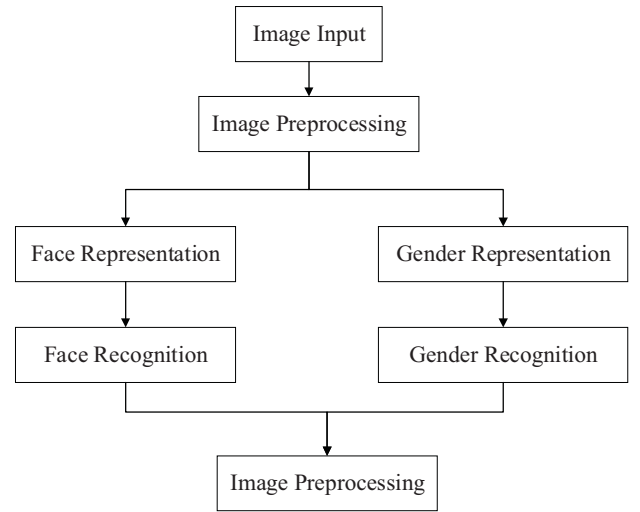 Image Input
Image Preprocessing
Face Representation
Gender Representation
Face Recognition
Gender Recognition
Image Preprocessing